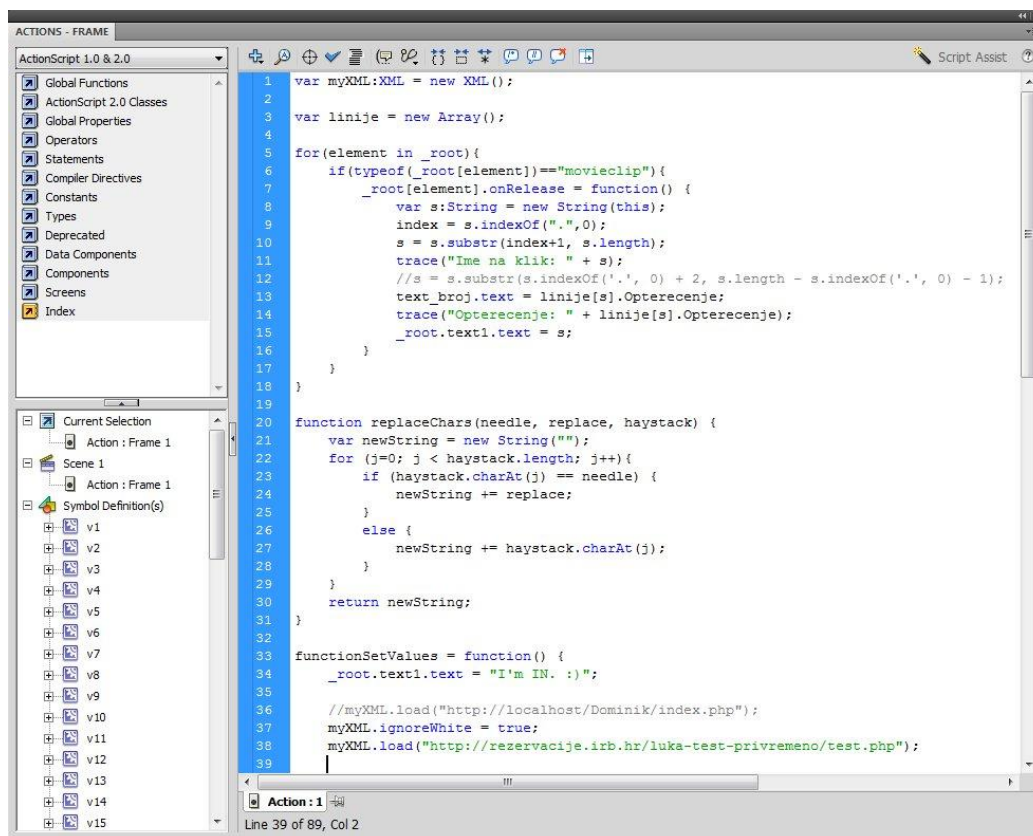 ACTIONS - FRAME
ActionScript 1.0 & 2.0
Script Assist
Global Functions
ActionScript 2.0 Classes
Global Properties
Operators
Statements
Compiler Directives
Constants
Types
Deprecated
Data Components
Components
Screens
Index
Current Selection
Action : Frame 1
Scene 1
Action : Frame 1
Symbol Definition(s)
v1
v2
v3
v4
v5
v6
v7
v8
v9
v10
v11
v12
v13
v14
v15
1 var myXML:XML = new XML();
2
3 var linije = new Array();
4
5 for(element in _root){
6     if(typeof(_root[element])=="movieclip"){
7         _root[element].onRelease = function() {
8             var s:String = new String(this);
9             index = s.indexOf(".",0);
10             s = s.substr(index+1, s.length);
11             trace("Ime na klik: " + s);
12             //s = s.substr(s.indexOf('.', 0) + 2, s.length - s.indexOf('.', 0) - 1);
13             text_broj.text = linije[s].Opterecenje;
14             trace("Opterecenje: " + linije[s].Opterecenje);
15             _root.text1.text = s;
16         }
17     }
18 }
19
20 function replaceChars(needle, replace, haystack) {
21     var newString = new String("");
22     for (j=0; j < haystack.length; j++){
23         if (haystack.charAt(j) == needle) {
24             newString += replace;
25         }
26         else {
27             newString += haystack.charAt(j);
28         }
29     }
30     return newString;
31 }
32
33 functionSetValues = function() {
34     _root.text1.text = "I'm IN. :)";
35
36     //myXML.load("http://localhost/Dominik/index.php");
37     myXML.ignoreWhite = true;
38     myXML.load("http://rezervacije.irb.hr/luka-test-privremeno/test.php");
39
Action : 1
Line 39 of 89, Col 2